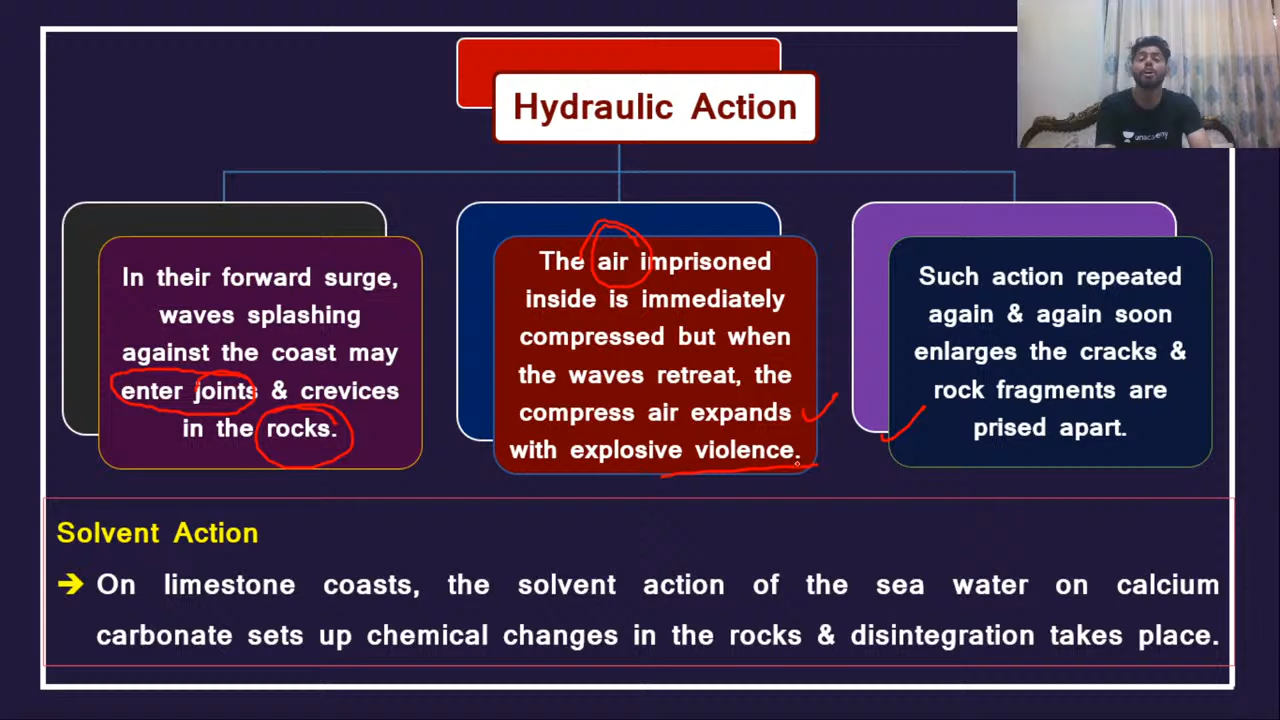 Hydraulic Action
In their forward surge,
waves splashing
against the coast may
enter joints & crevices
in the rocks.
The air imprisoned
inside is immediately
compressed but when
the waves retreat, the
compress air expands
with explosive violence.
Such action repeated
again & again soon
enlarges the cracks &
rock fragments are
prised apart.
Solvent Action
➔ On limestone coasts, the solvent action of the sea water on calcium
carbonate sets up chemical changes in the rocks & disintegration takes place.
unacademy